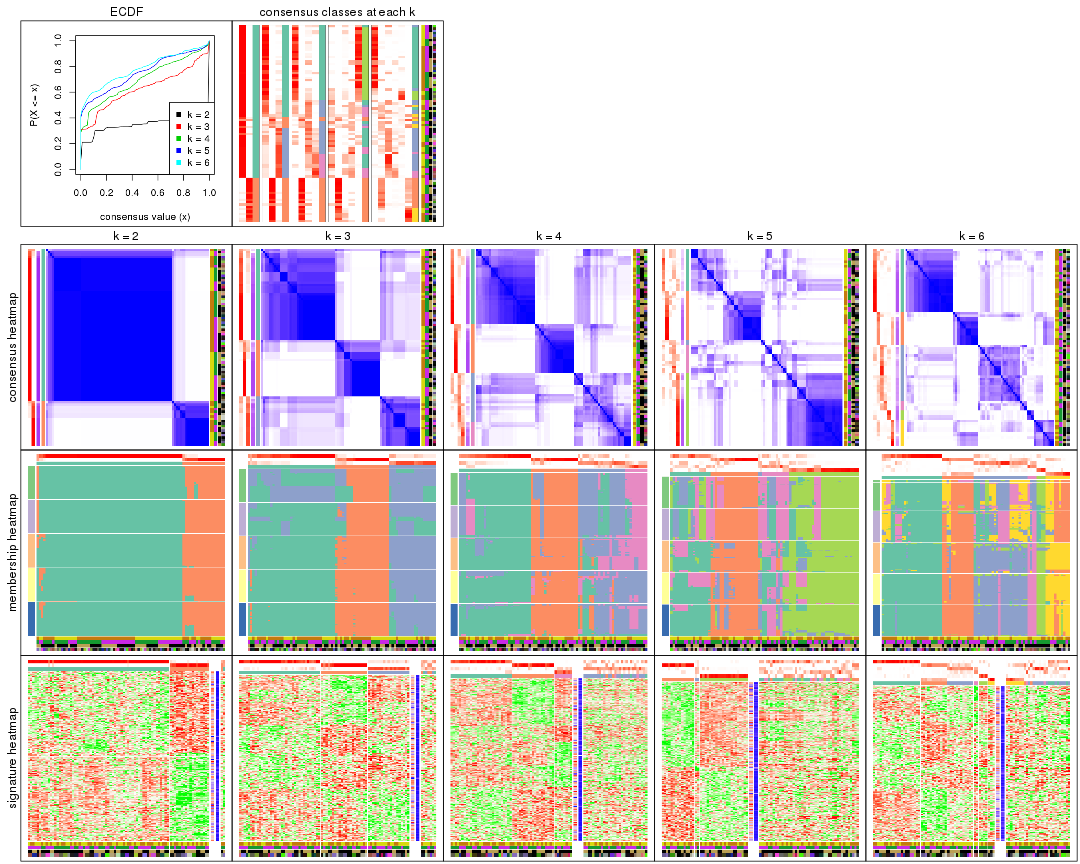 ECDF
consensus classes at each k
P(X <= x)
0.0 0.2 0.4 0.6 0.8 1.0
k = 2
k = 3
k = 4
k = 5
k = 6
0.0 0.2 0.4 0.6 0.8 1.0
consensus value (x)
k = 2
k = 3
k = 4
k = 5
k = 6
consensus heatmap
membership heatmap
signature heatmap